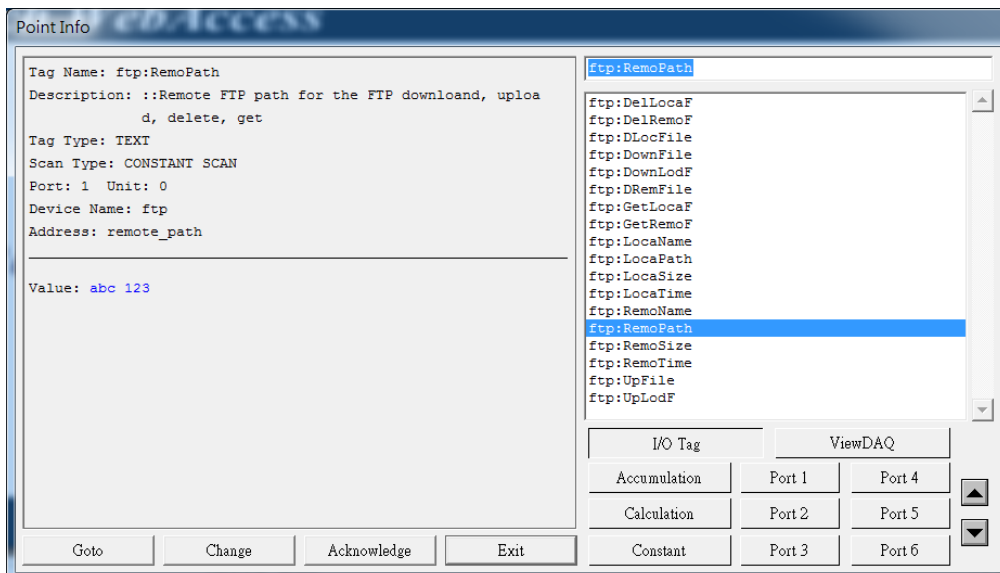 WebAccess
Point Info
Tag Name: ftp:RemoPath
Description: ::Remote FTP path for the FTP downloand, uploa
d, delete, get
Tag Type: TEXT
Scan Type: CONSTANT SCAN
Port: 1 Unit: 0
Device Name: ftp
Address: remote_path
Value: abc 123
ftp:RemoPath
ftp:DelLocaF
ftp:DelRemoF
ftp:DLocFile
ftp:DownFile
ftp:DownLodF
ftp:DRemFile
ftp:GetLocaF
ftp:GetRemoF
ftp:LocaName
ftp:LocaPath
ftp:LocaSize
ftp:LocaTime
ftp:RemoName
ftp:RemoPath
ftp:RemoSize
ftp:RemoTime
ftp:UpFile
ftp:UpLodF
I/O Tag ViewDAQ
Accumulation Port 1 Port 4
Calculation Port 2 Port 5
Constant Port 3 Port 6
Goto Change Acknowledge Exit